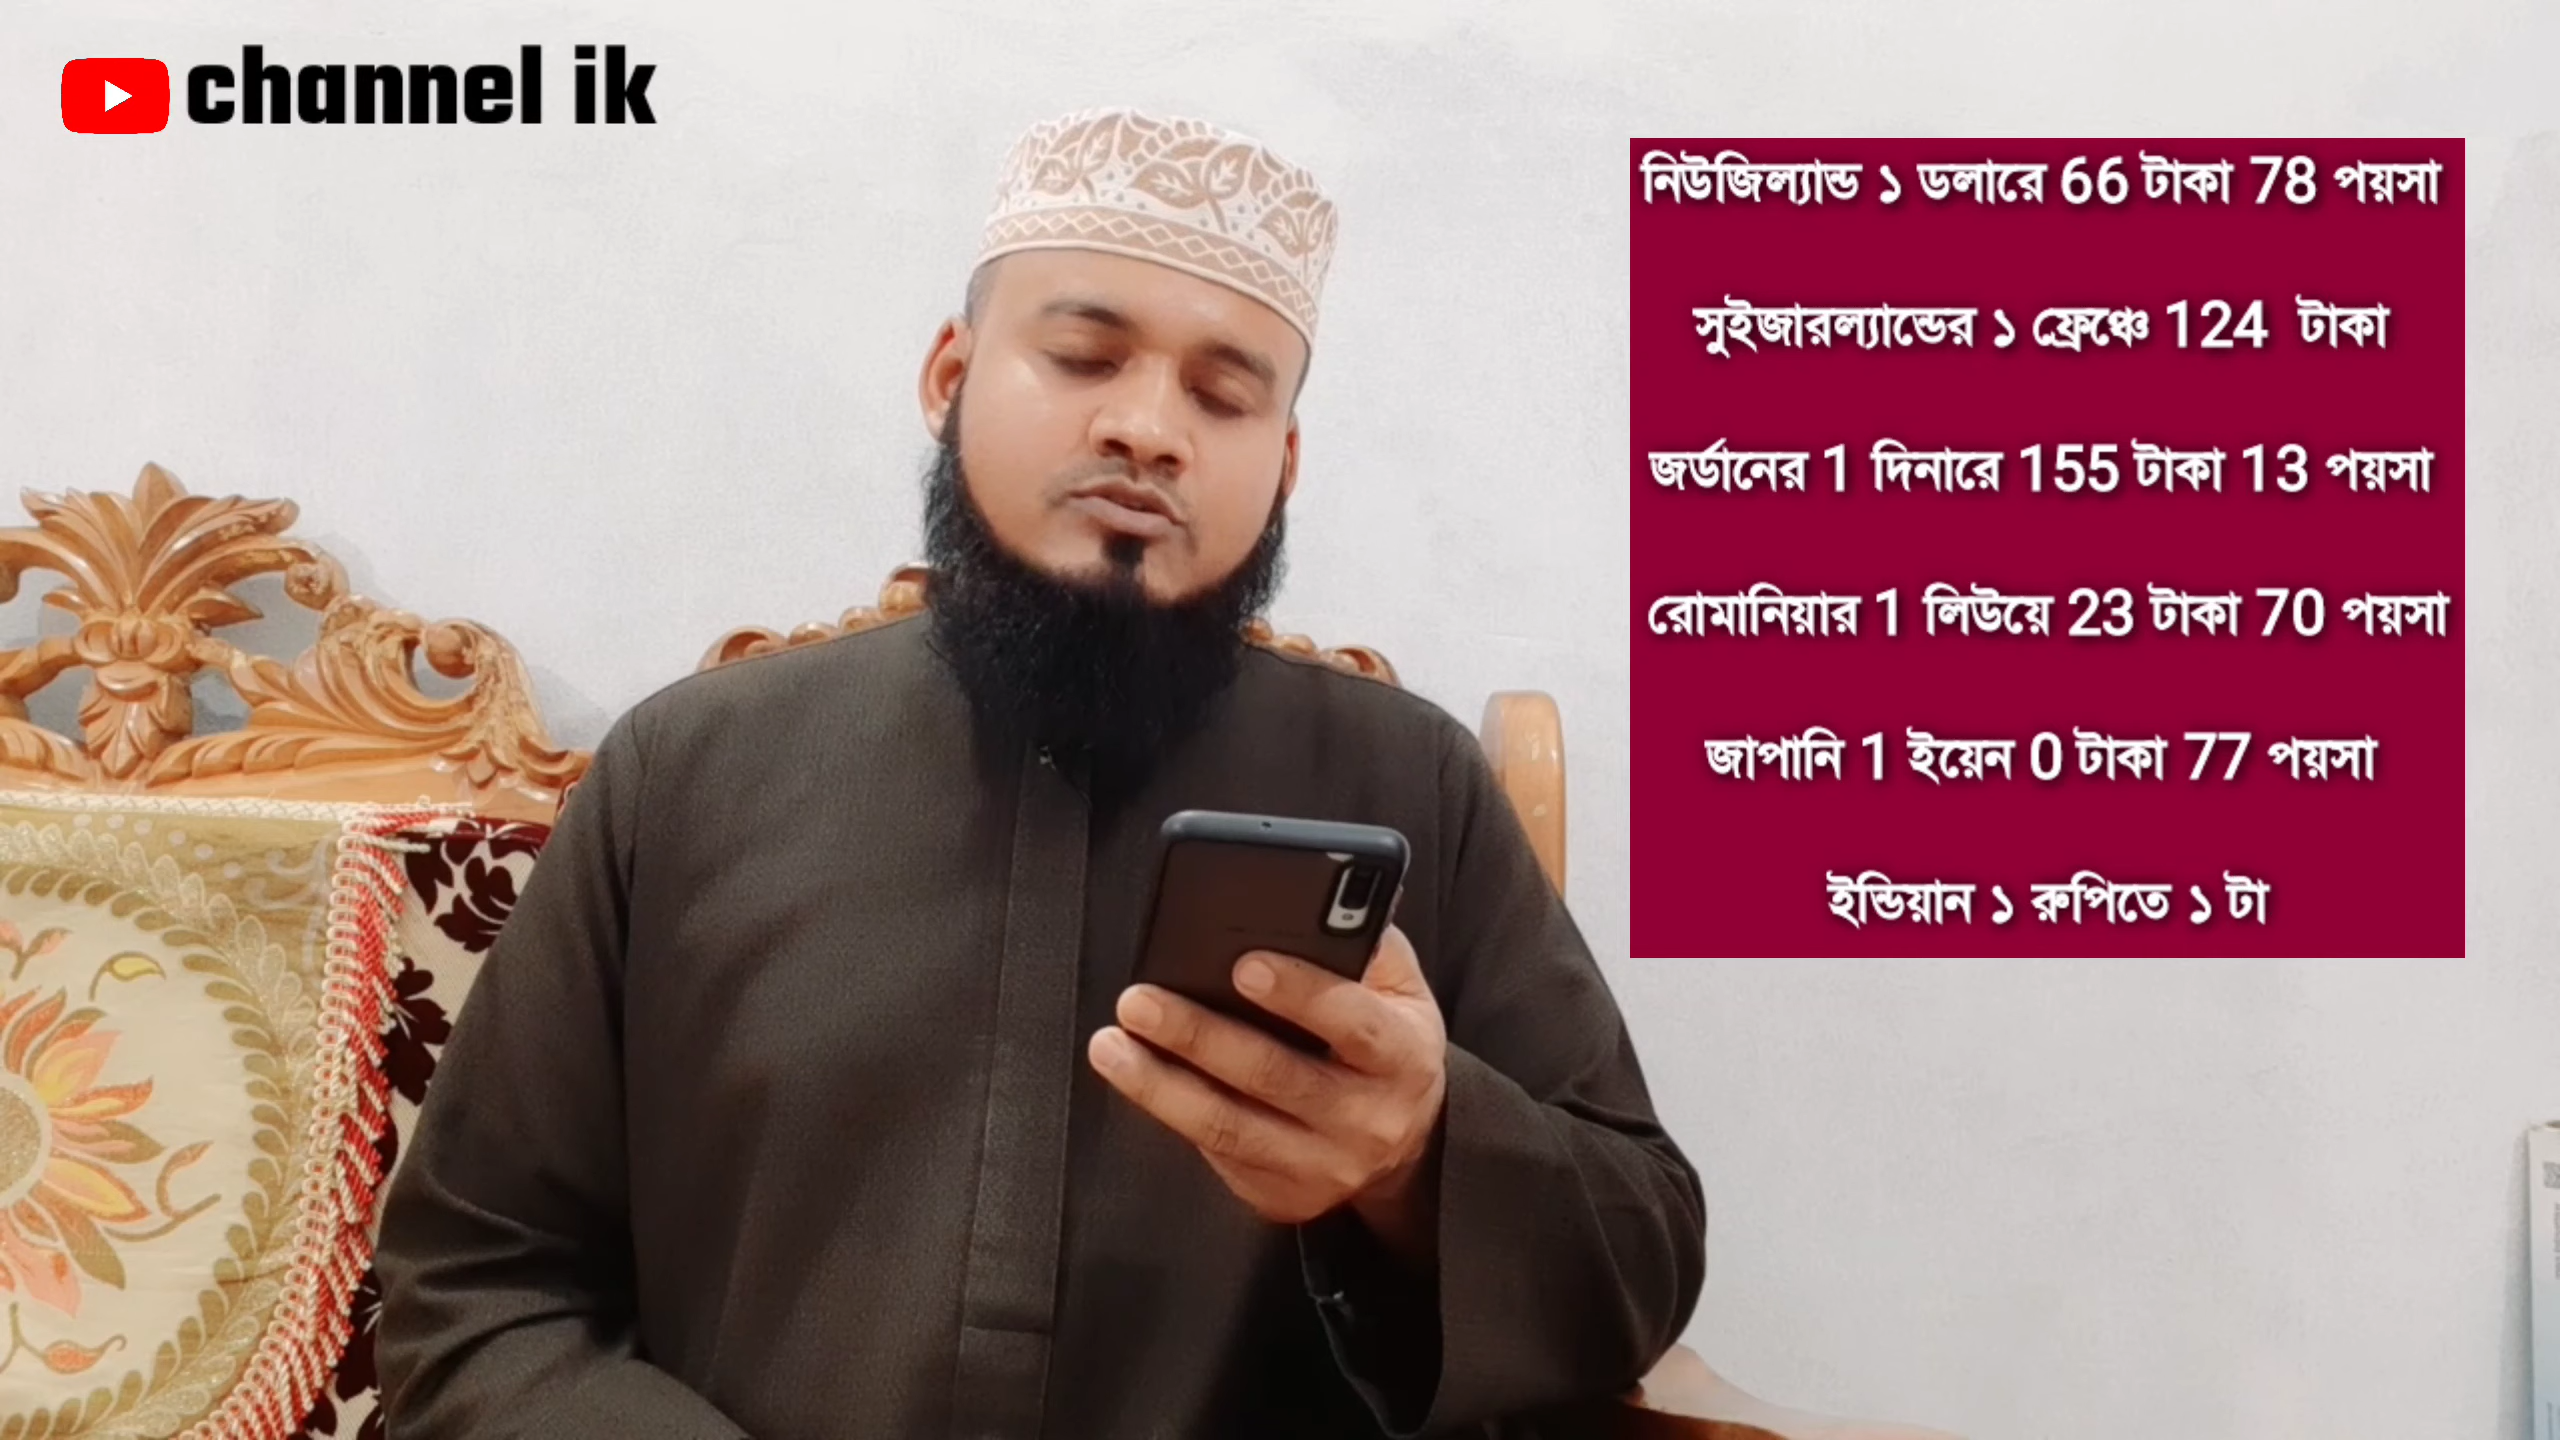 channel ik
নিউজিল্যান্ড ১ ডলারে 66 টাকা 78 পয়সা
সুইজারল্যান্ডের ১ ফ্রেঞ্চে 124 টাকা
জর্ডানের 1 দিনারে 155 টাকা 13 পয়সা
রোমানিয়ার 1 লিউয়ে 23 টাকা 70 পয়সা
জাপানি 1 ইয়েন 0 টাকা 77 পয়সা
ইন্ডিয়ান ১ রুপিতে ১ টা